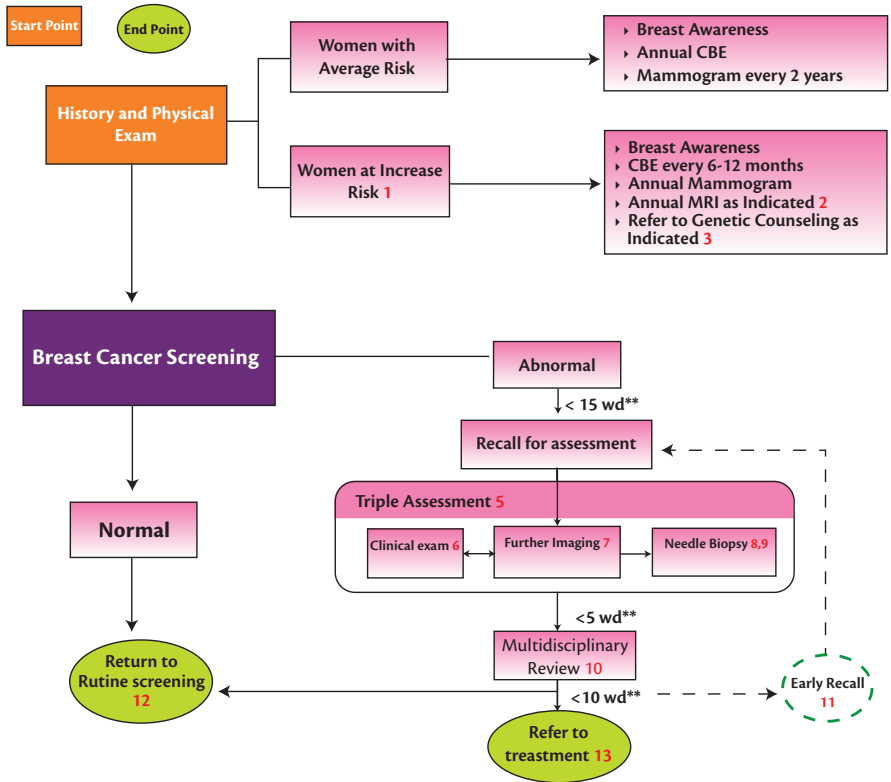 Start Point
End Point
Women with
Average Risk
‣ Breast Awareness
‣ Annual CBE
‣ Mammogram every 2 years
History and Physical
Exam
Women at Increase
Risk 1
‣ Breast Awareness
‣ CBE every 6-12 months
‣ Annual Mammogram
‣ Annual MRI as Indicated 2
‣ Refer to Genetic Counseling as
Indicated 3
Breast Cancer Screening
Abnormal
< 15 wd**
Recall for assessment
Triple Assessment 5
Clinical exam 6
Further Imaging 7
Needle Biopsy 8,9
Normal
<5 wd**
Multidisciplinary
Review 10
<10 wd**
Return to
Rutine screening
12
Early Recall
11
Refer to
treastment 13